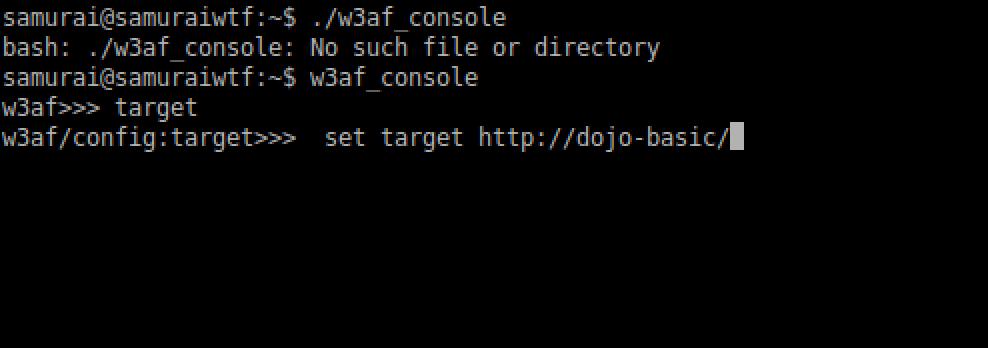 samurai@samuraiwtf:~$ ./w3af_console
bash: ./w3af_console: No such file or directory
samurai@samuraiwtf:~$ w3af_console
w3af>>> target
w3af/config:target>>>  set target http://dojo-basic/